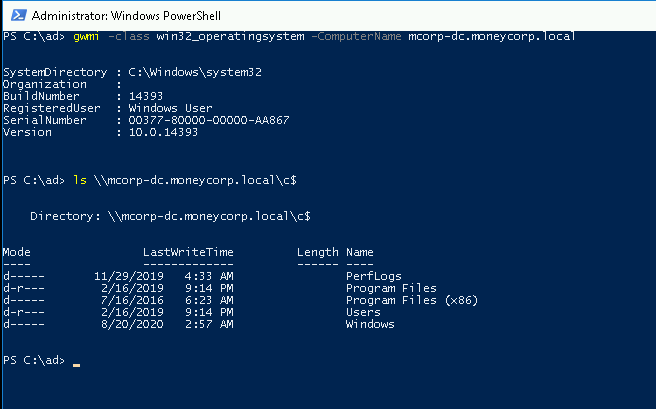 Administrator: Windows PowerShell
PS C:\ad> gwmi -class win32_operatingsystem -ComputerName mcorp-dc.moneycorp.local
SystemDirectory : C:\Windows\system32
Organization    :
BuildNumber     : 14393
RegisteredUser  : Windows User
SerialNumber    : 00377-80000-00000-AA867
Version         : 10.0.14393
PS C:\ad> ls \\mcorp-dc.moneycorp.local\c$
    Directory: \\mcorp-dc.moneycorp.local\c$
Mode                LastWriteTime         Length Name
----                -------------         ------ ----
d-----       11/29/2019   4:33 AM                PerfLogs
d-r---        2/16/2019   9:14 PM                Program Files
d-----        7/16/2016   6:23 AM                Program Files (x86)
d-r---        2/16/2019   9:14 PM                Users
d-----        8/20/2020   2:57 AM                Windows
PS C:\ad> _